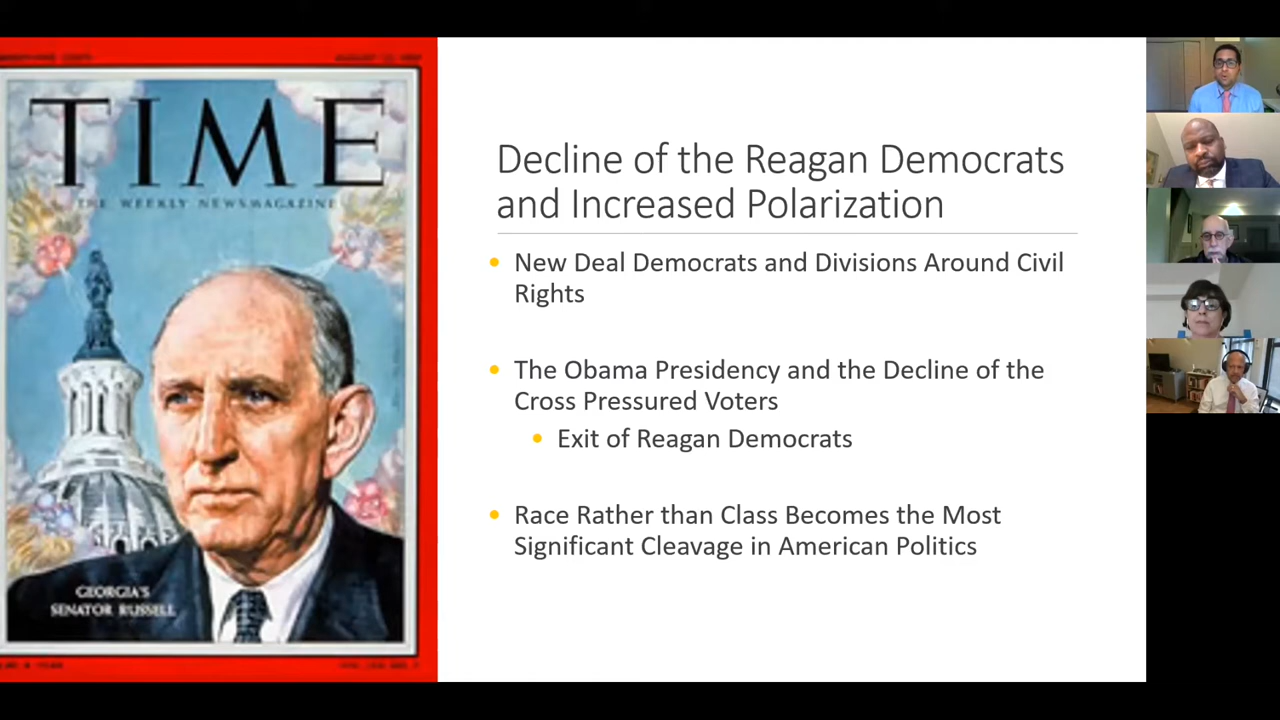 TIME
THE WEEKLY NEWSMAGAZINE
GEORGIA'S
SENATOR RUSSELL
Decline of the Reagan Democrats
and Increased Polarization
• New Deal Democrats and Divisions Around Civil
Rights
• The Obama Presidency and the Decline of the
Cross Pressured Voters
• Exit of Reagan Democrats
• Race Rather than Class Becomes the Most
Significant Cleavage in American Politics